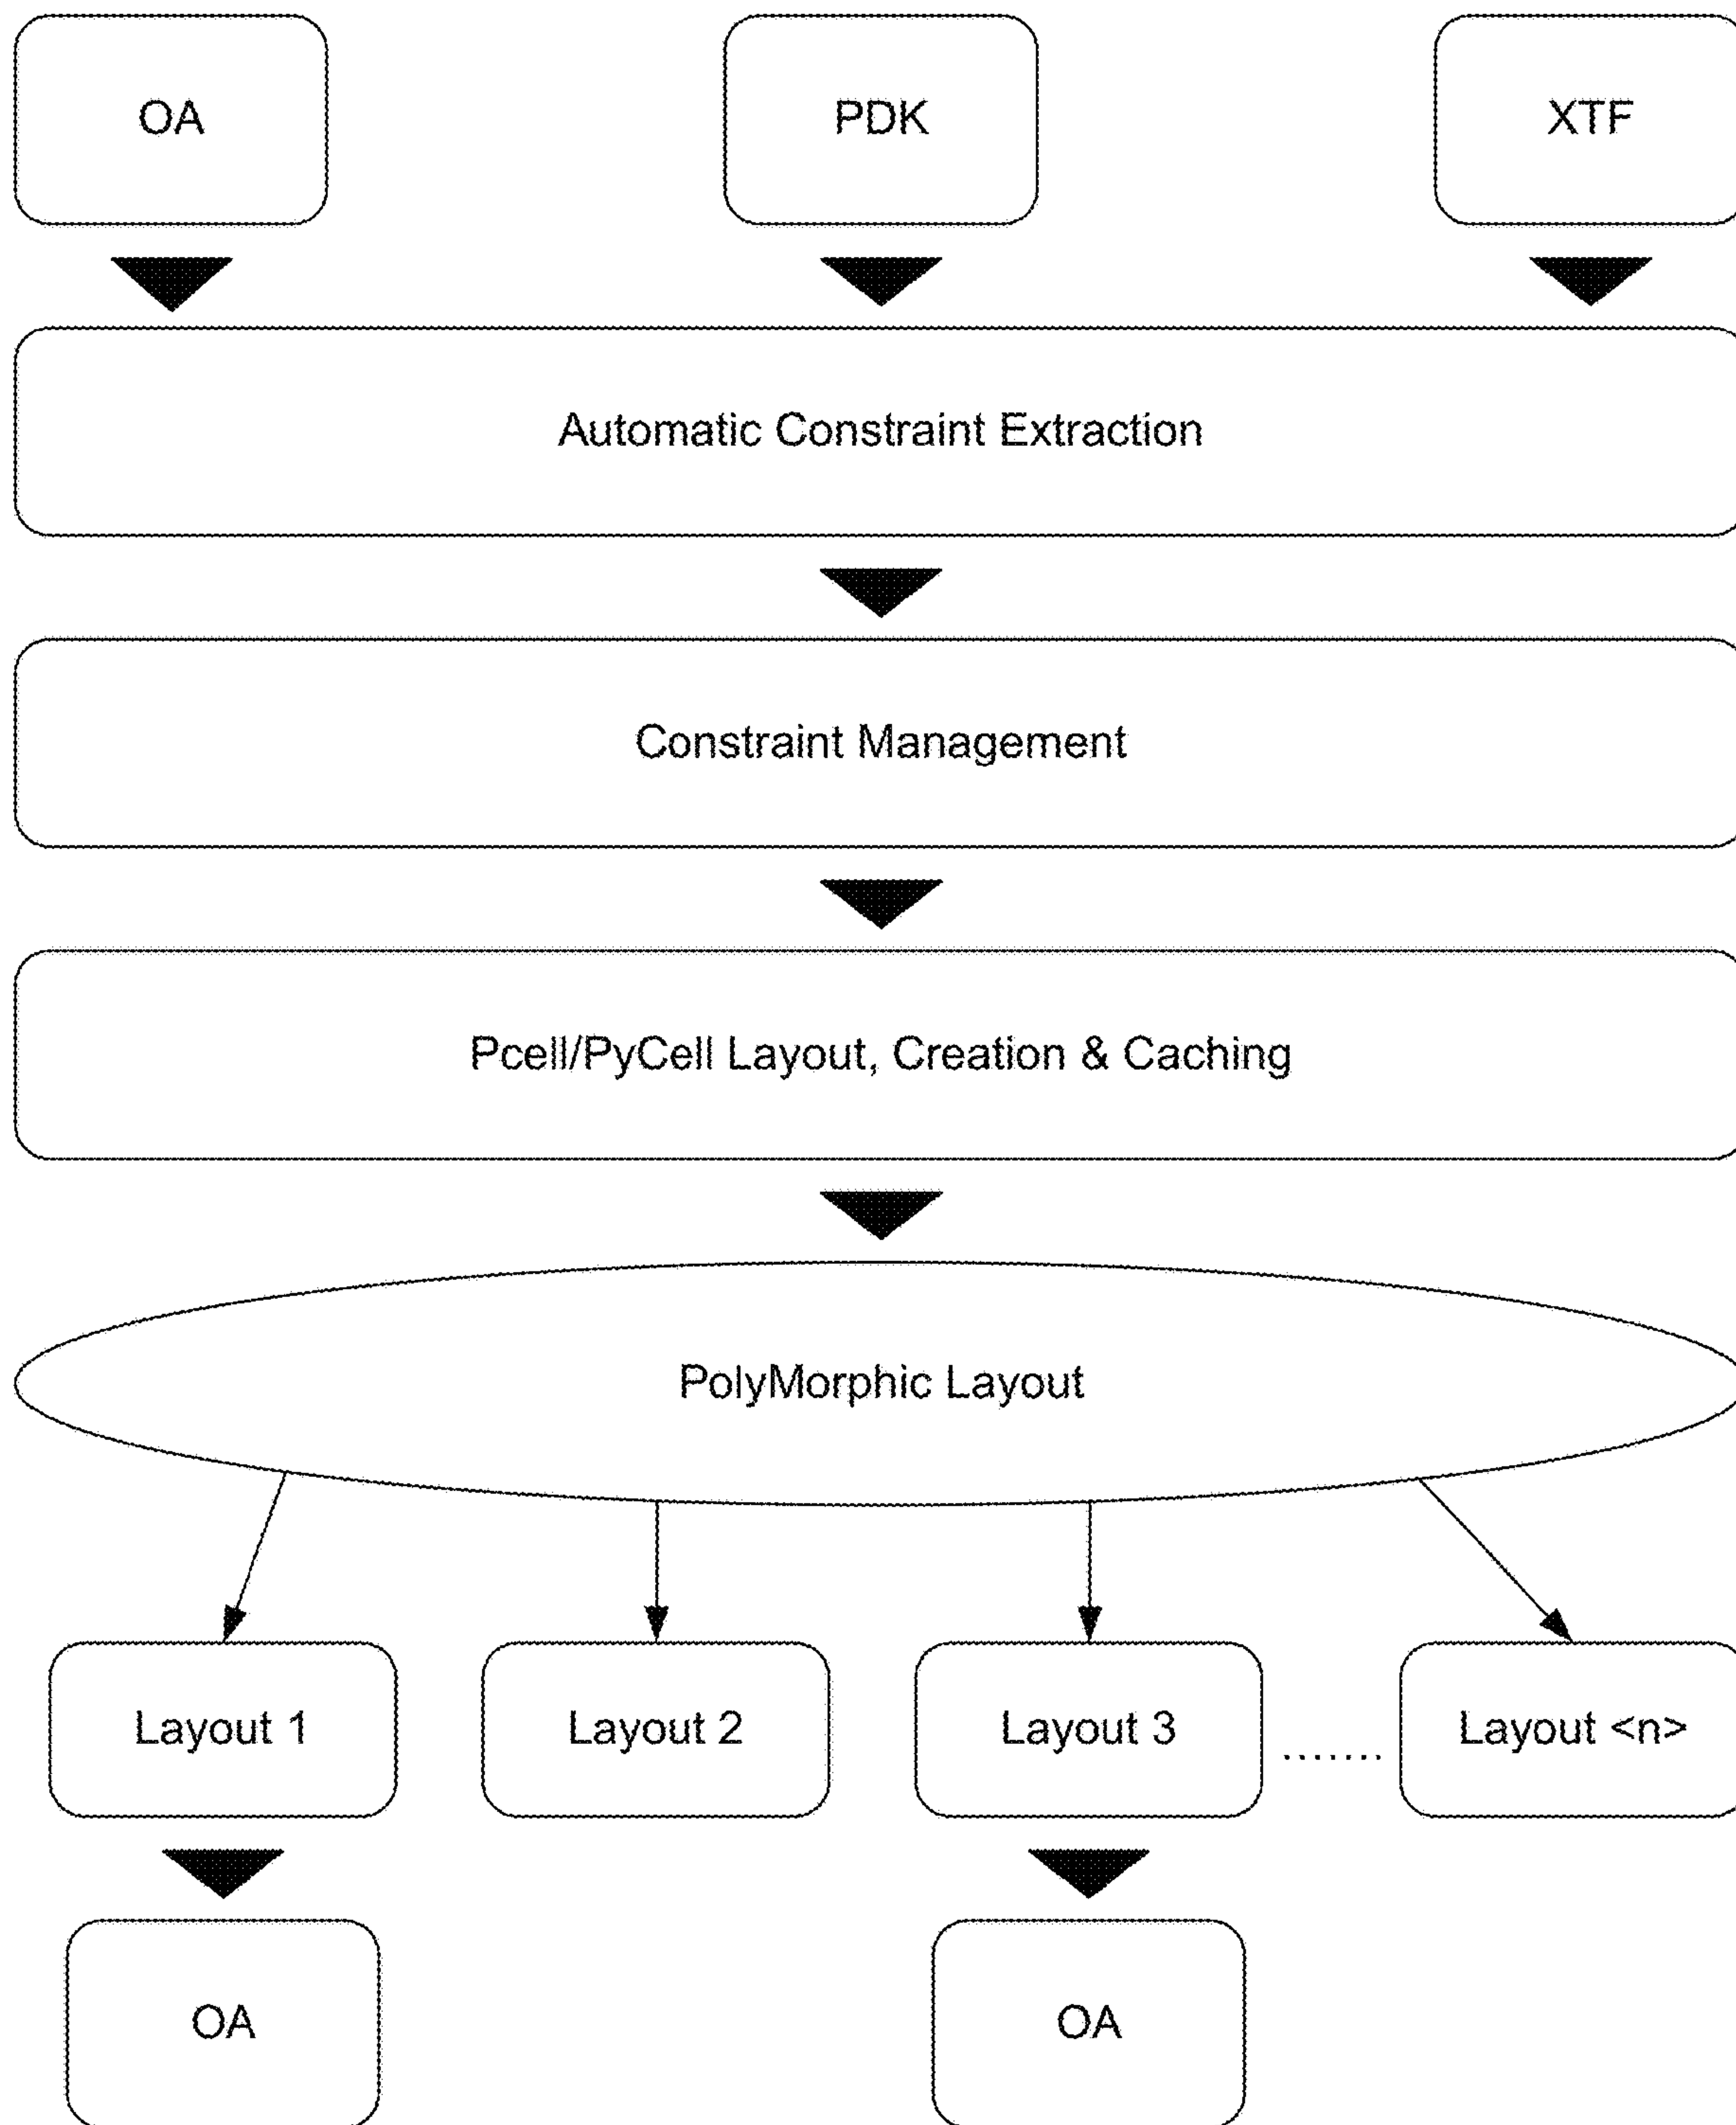 OA
PDK
XTF
Automatic Constraint Extraction
Constraint Management
Pcell/PyCell Layout, Creation & Caching
PolyMorphic Layout
Layout 1
Layout 2
Layout 3
.......
Layout <n>
OA
OA